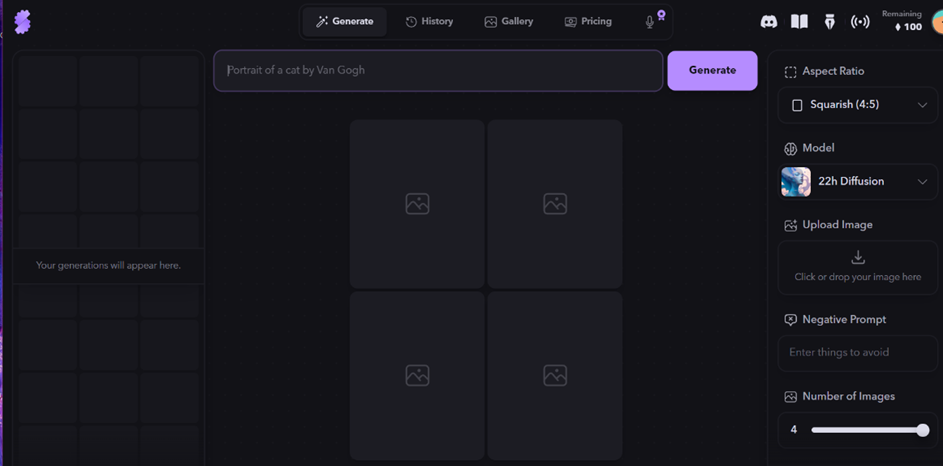 Generate
History
Gallery
Pricing
Remaining
100
Portrait of a cat by Van Gogh
Generate
Your generations will appear here.
Aspect Ratio
Squarish (4:5)
Model
22h Diffusion
Upload Image
Click or drop your image here
Negative Prompt
Enter things to avoid
Number of Images
4